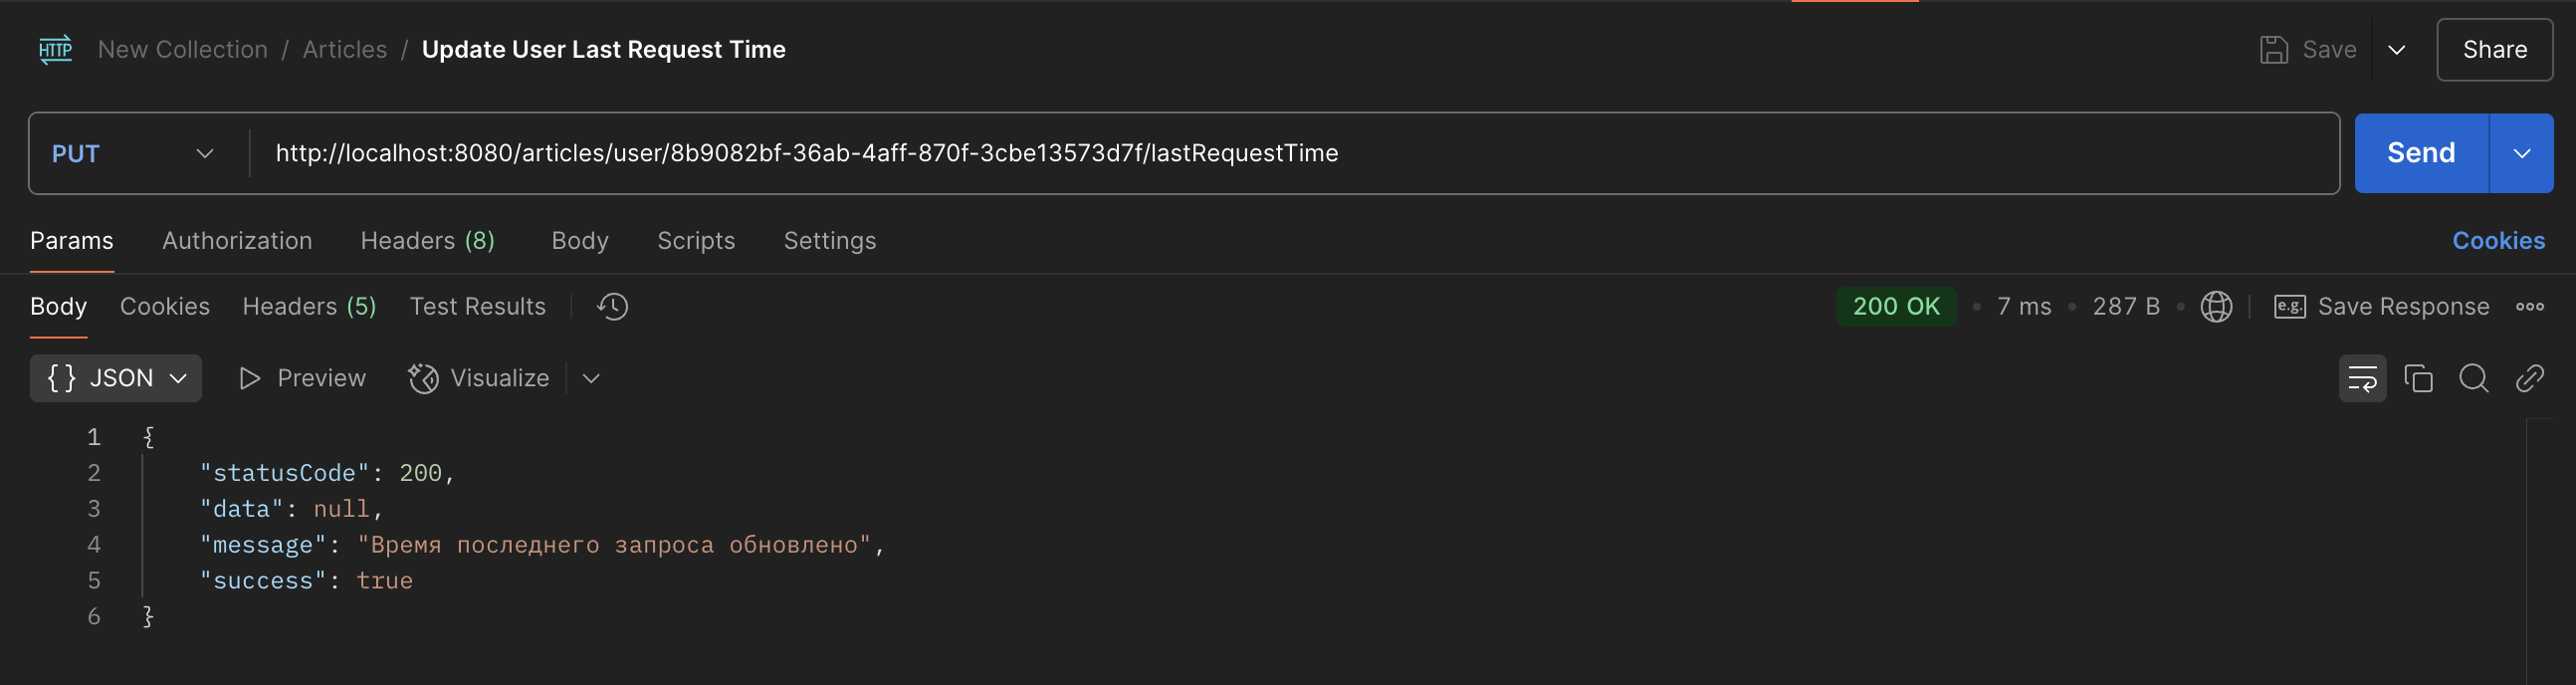 HTTP New Collection / Articles / Update User Last Request Time Save Share
PUT http://localhost:8080/articles/user/8b9082bf-36ab-4aff-870f-3cbe13573d7f/lastRequestTime Send
Params Authorization Headers (8) Body Scripts Settings Cookies
Body Cookies Headers (5) Test Results 200 OK • 7 ms • 287 B • e.g. Save Response
{} JSON Preview Visualize
1 {
2 "statusCode": 200,
3 "data": null,
4 "message": "Время последнего запроса обновлено",
5 "success": true
6 }